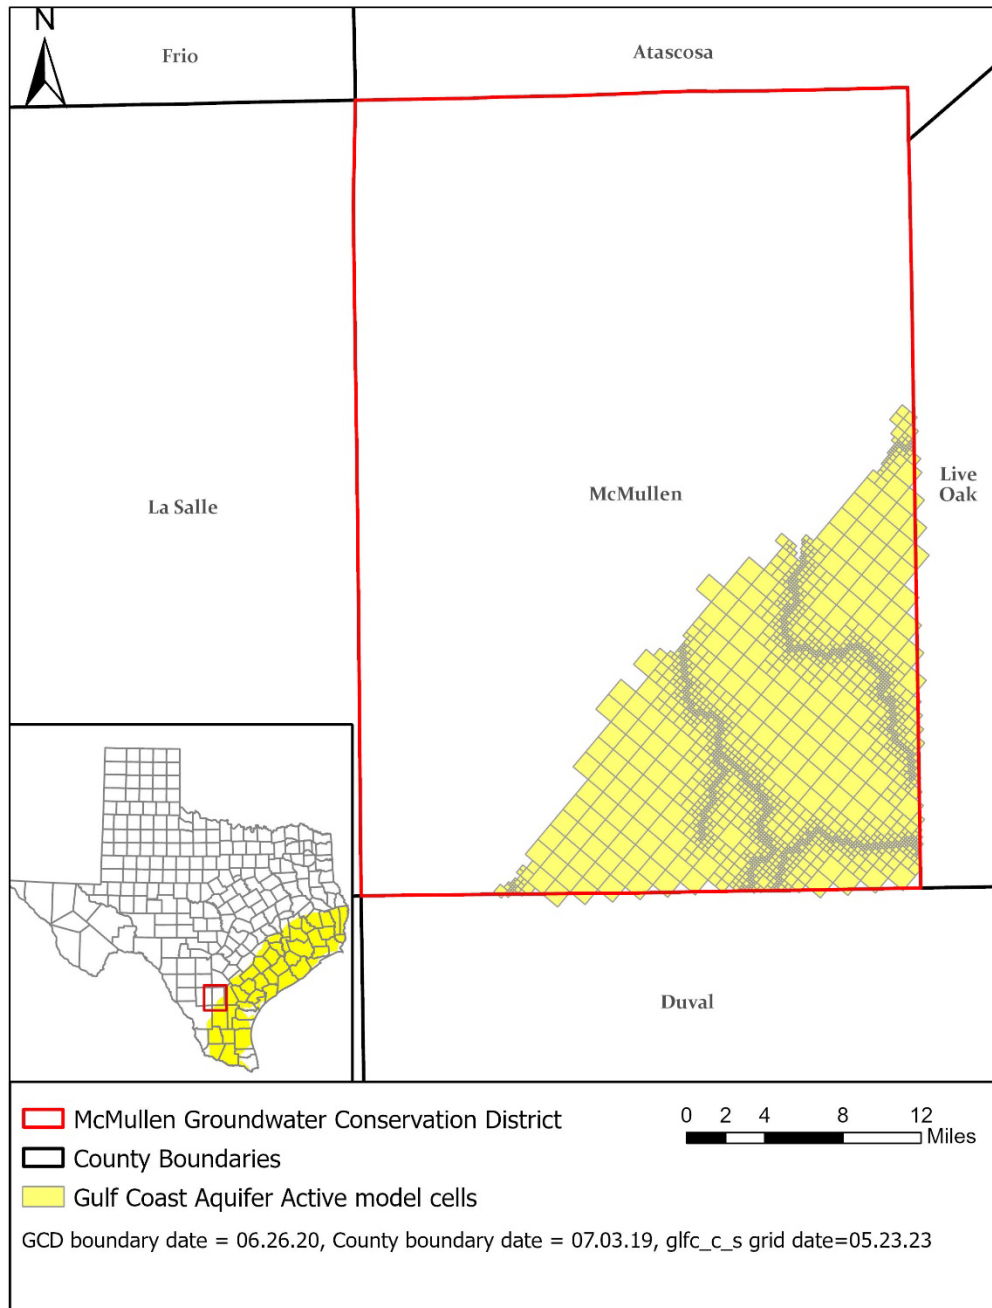 N
Frio
Atascosa
La Salle
McMullen
Live
Oak
Duval
McMullen Groundwater Conservation District
County Boundaries
Gulf Coast Aquifer Active model cells
0 2 4 8 12
Miles
GCD boundary date = 06.26.20, County boundary date = 07.03.19, glfc_c_s grid date=05.23.23